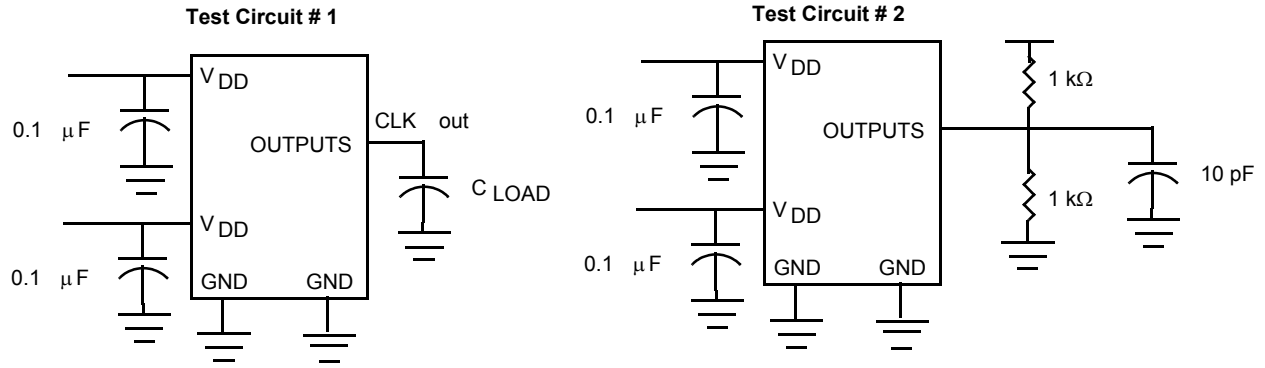 Test Circuit # 1
V DD
0.1 μF
CLK out
OUTPUTS
C LOAD
V DD
0.1 μF
GND GND
Test Circuit # 2
V DD
1 kΩ
0.1 μF
OUTPUTS
10 pF
1 kΩ
V DD
0.1 μF
GND GND